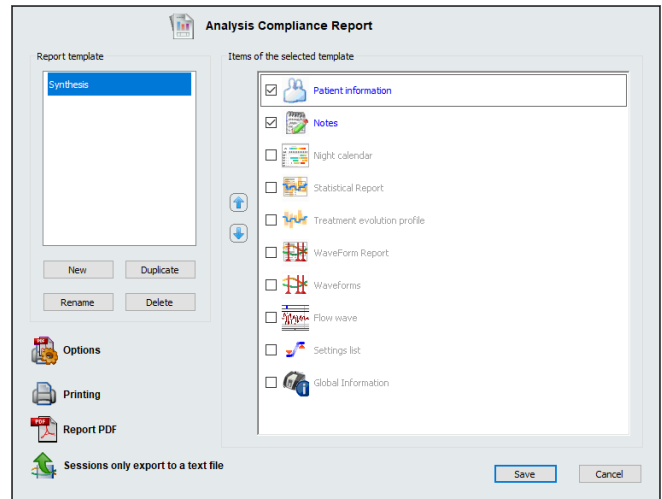 Analysis Compliance Report
Report template
Synthesis
New
Duplicate
Rename
Delete
Options
Printing
PDF
Report PDF
Sessions only export to a text file
Items of the selected template
Patient information
Notes
Night calendar
Statistical Report
Treatment evolution profile
WaveForm Report
Waveforms
Flow wave
Settings list
Global Information
Save
Cancel